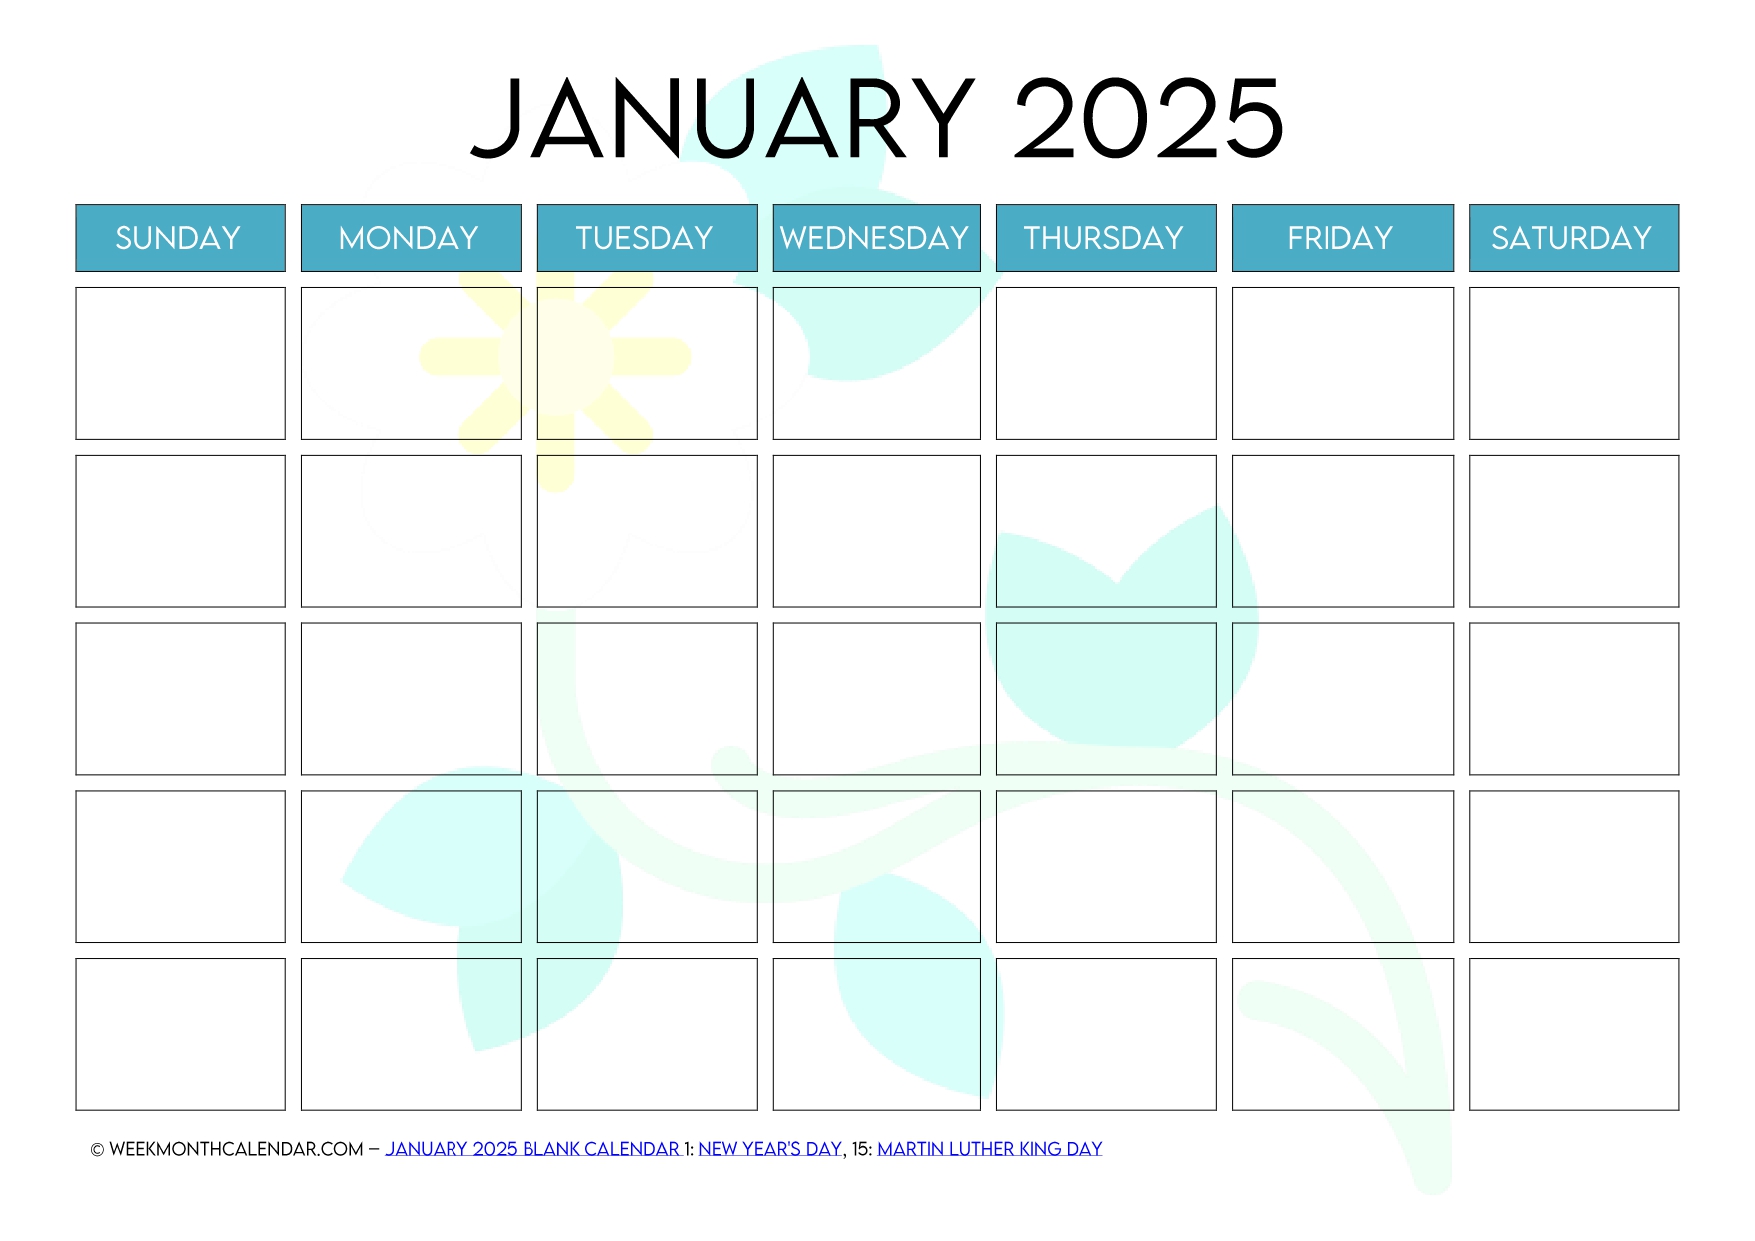 JANUARY 2025
SUNDAY MONDAY TUESDAY WEDNESDAY THURSDAY FRIDAY SATURDAY
© WEEKMONTHCALENDAR.COM – JANUARY 2025 BLANK CALENDAR 1: NEW YEAR'S DAY, 15: MARTIN LUTHER KING DAY